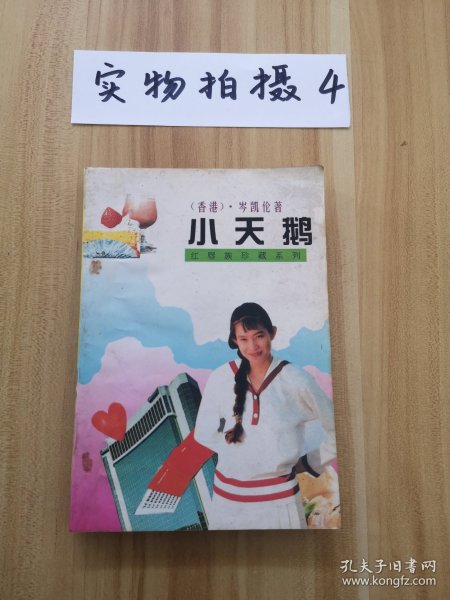 实物拍摄4
(香港)·岑凯伦著
小天鹅
红唇族珍藏系列
孔夫子旧书网
www.kongfz.com